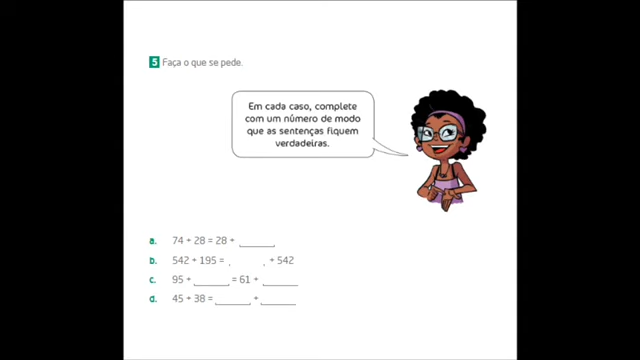 5 Faça o que se pede.
Em cada caso, complete
com um número de modo
que as sentenças fiquem
verdadeiras.
a. 74 + 28 = 28 + ______
b. 542 + 195 = ______ + 542
c. 95 + ______ = 61 + ______
d. 45 + 38 = ______ + ______